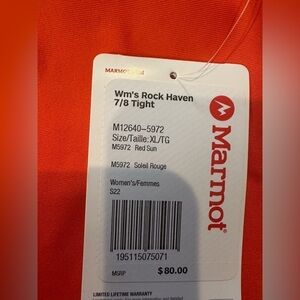 Wm's Rock Haven
7/8 Tight
M12640-5972
Size/Taille: XL/TG
M5972 Red Sun
M5972 Soleil Rouge
Women's/Femmes
S22
195115075071
MSRP $80.00
LIMITED LIFETIME WARRANTY
Marmot